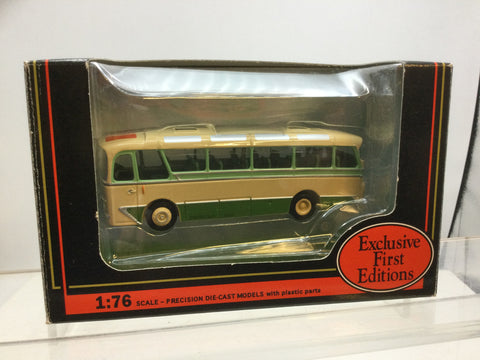 Exclusive
First
Editions
1:76 SCALE – PRECISION DIE-CAST MODELS with plastic parts